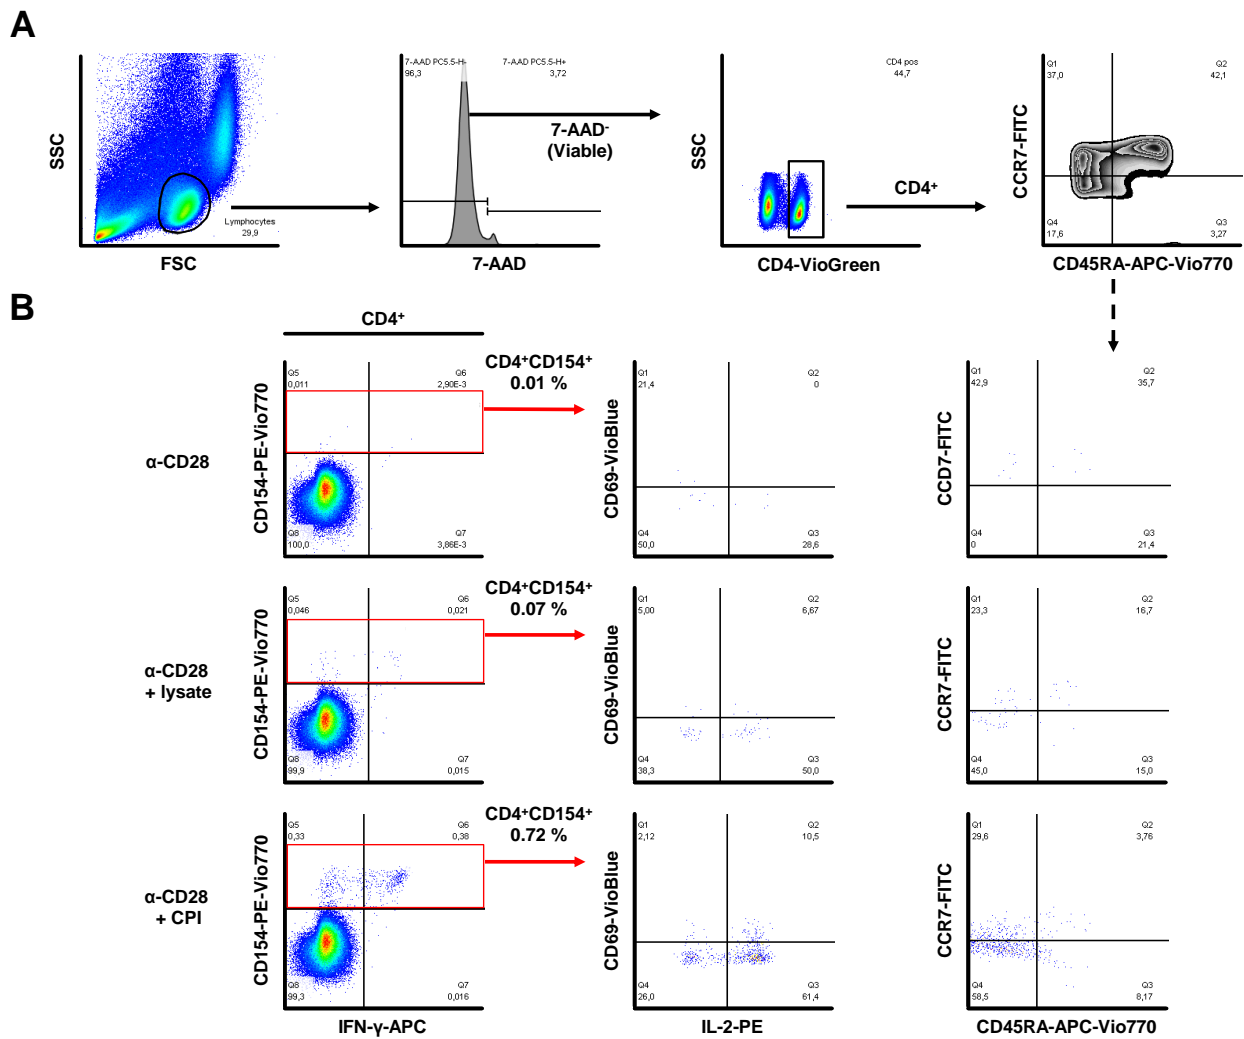 A
SSC
Lymphocytes
29,9
FSC
7-AAD PC5.5-H-
96,3
7-AAD PC5.5-H+
3,72
7-AAD⁻
(Viable)
7-AAD
SSC
CD4 pos
44,7
CD4⁺
CD4-VioGreen
CCR7-FITC
Q1
37,0
Q2
42,1
Q4
17,6
Q3
3,27
CD45RA-APC-Vio770
B
CD4⁺
α-CD28
CD154-PE-Vio770
Q5
0,011
Q6
2,90E-3
Q8
100,0
Q7
3,86E-3
CD4⁺CD154⁺
0.01 %
CD69-VioBlue
Q1
21,4
Q2
0
Q4
50,0
Q3
28,6
CCD7-FITC
Q1
42,9
Q2
35,7
Q4
0
Q3
21,4
α-CD28
+ lysate
CD154-PE-Vio770
Q5
0,046
Q6
0,021
Q8
99,9
Q7
0,015
CD4⁺CD154⁺
0.07 %
CD69-VioBlue
Q1
5,00
Q2
6,67
Q4
38,3
Q3
50,0
CCR7-FITC
Q1
23,3
Q2
16,7
Q4
45,0
Q3
15,0
α-CD28
+ CPI
CD154-PE-Vio770
Q5
0,33
Q6
0,38
Q8
99,3
Q7
0,016
IFN-γ-APC
CD4⁺CD154⁺
0.72 %
CD69-VioBlue
Q1
2,12
Q2
10,5
Q4
26,0
Q3
61,4
IL-2-PE
CCR7-FITC
Q1
29,6
Q2
3,76
Q4
58,5
Q3
8,17
CD45RA-APC-Vio770